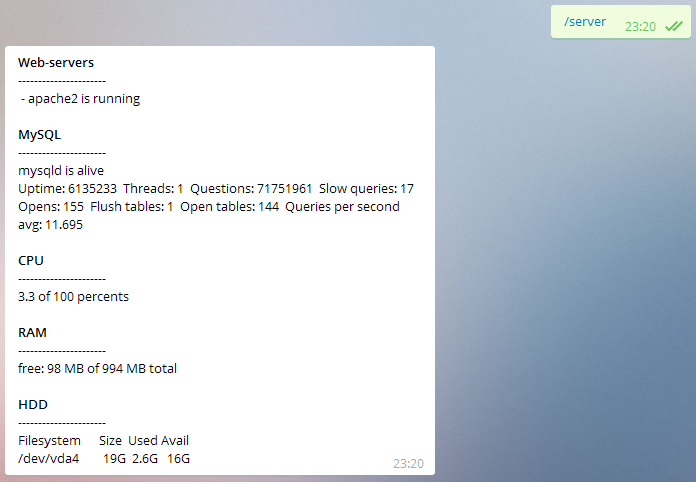 /server
23:20
Web-servers
----------------------
- apache2 is running
MySQL
----------------------
mysqld is alive
Uptime: 6135233  Threads: 1  Questions: 71751961  Slow queries: 17
Opens: 155  Flush tables: 1  Open tables: 144  Queries per second
avg: 11.695
CPU
----------------------
3.3 of 100 percents
RAM
----------------------
free: 98 MB of 994 MB total
HDD
----------------------
Filesystem      Size  Used Avail
/dev/vda4        19G  2.6G   16G
23:20